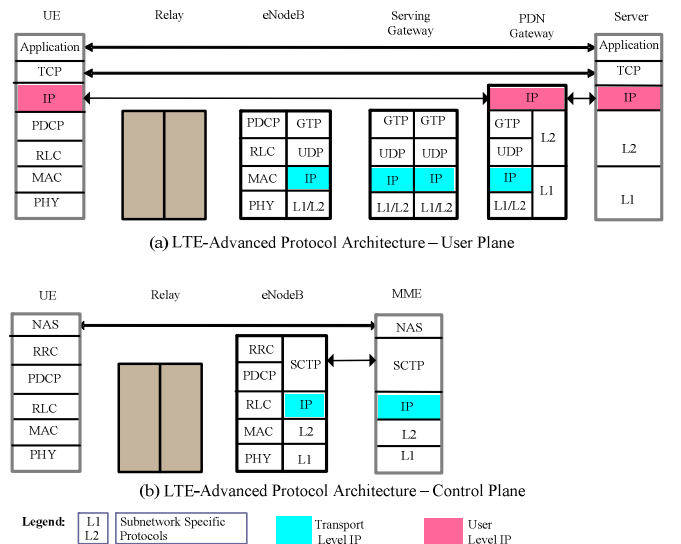 UE Relay eNodeB Serving Gateway PDN Gateway Server
Application Application
TCP TCP
IP IP IP
PDCP PDCP GTP GTP GTP GTP
L2
RLC RLC UDP UDP UDP UDP L2
MAC MAC IP IP IP IP L1
PHY PHY L1/L2 L1/L2 L1/L2 L1/L2 L1
(a) LTE-Advanced Protocol Architecture – User Plane
UE Relay eNodeB MME
NAS NAS
RRC RRC SCTP SCTP
PDCP PDCP
RLC RLC IP IP
MAC MAC L2 L2
PHY PHY L1 L1
(b) LTE-Advanced Protocol Architecture – Control Plane
Legend: L1 Subnetwork Specific Transport User
L2 Protocols Level IP Level IP